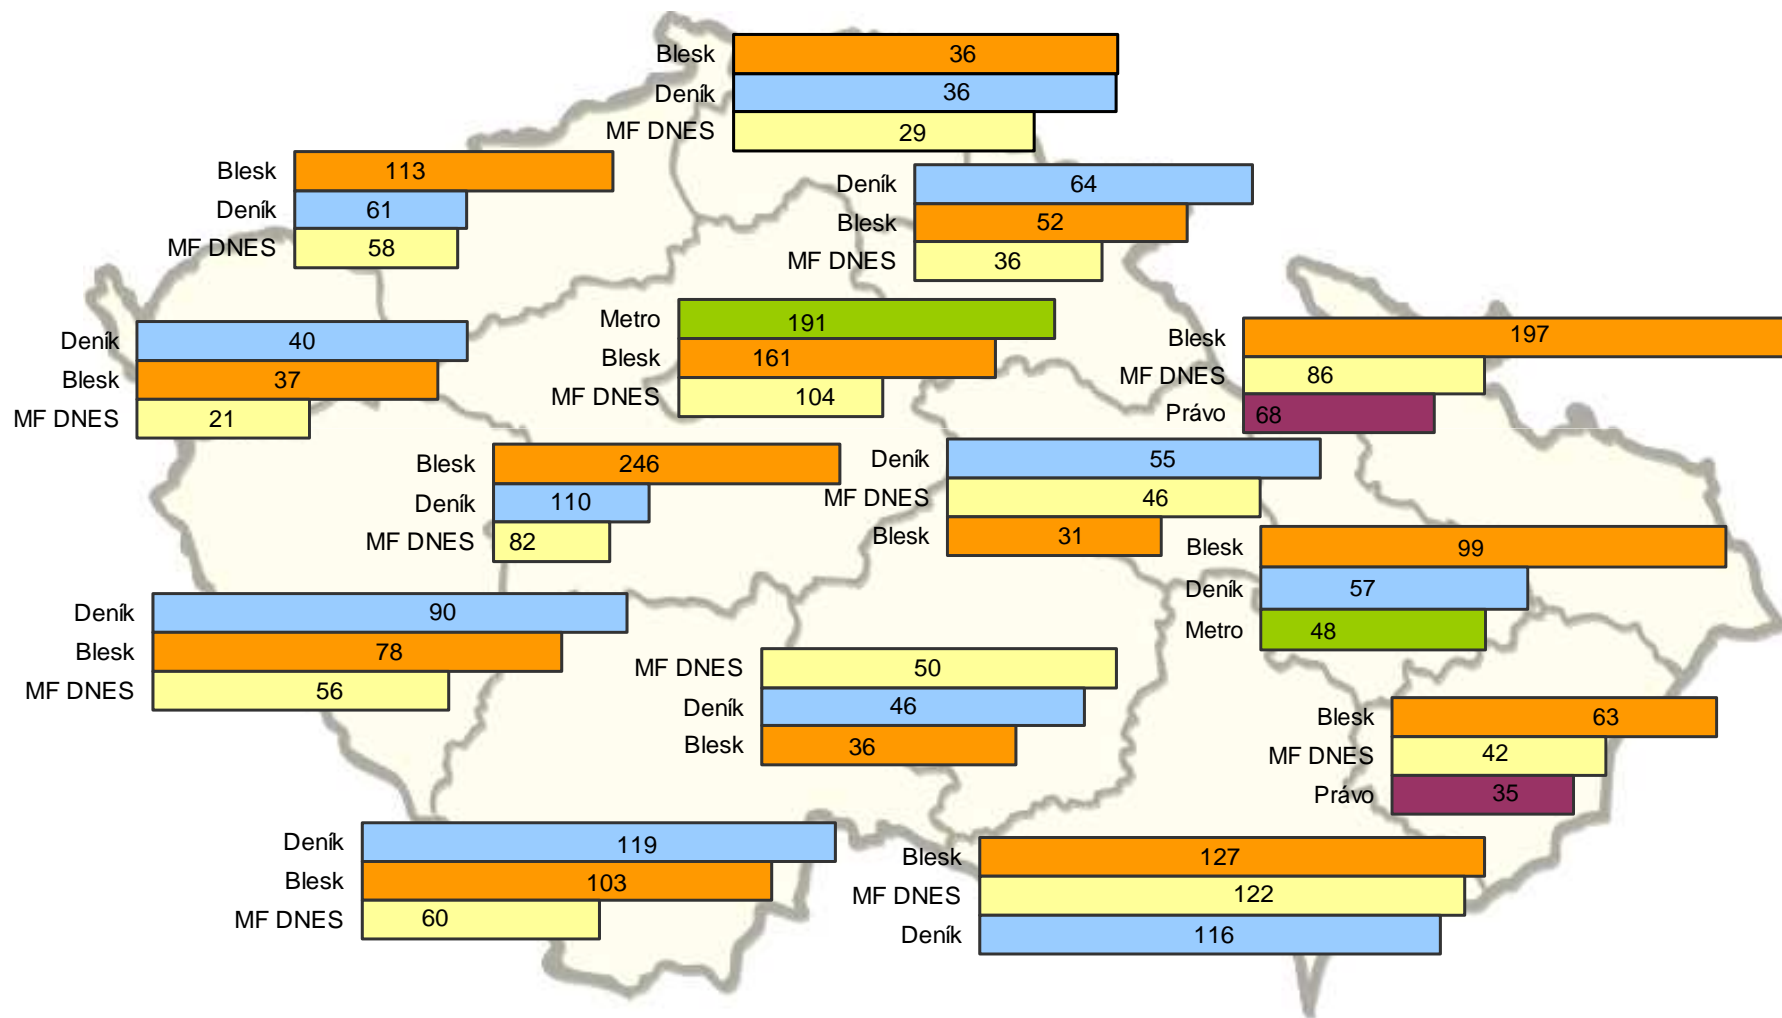 Blesk 36
Deník 36
MF DNES 29
Blesk 113
Deník 61
MF DNES 58
Deník 64
Blesk 52
MF DNES 36
Deník 40
Blesk 37
MF DNES 21
Metro 191
Blesk 161
MF DNES 104
Blesk 197
MF DNES 86
Právo 68
Blesk 246
Deník 110
MF DNES 82
Deník 55
MF DNES 46
Blesk 31
Blesk 99
Deník 57
Metro 48
Deník 90
Blesk 78
MF DNES 56
MF DNES 50
Deník 46
Blesk 36
Blesk 63
MF DNES 42
Právo 35
Deník 119
Blesk 103
MF DNES 60
Blesk 127
MF DNES 122
Deník 116